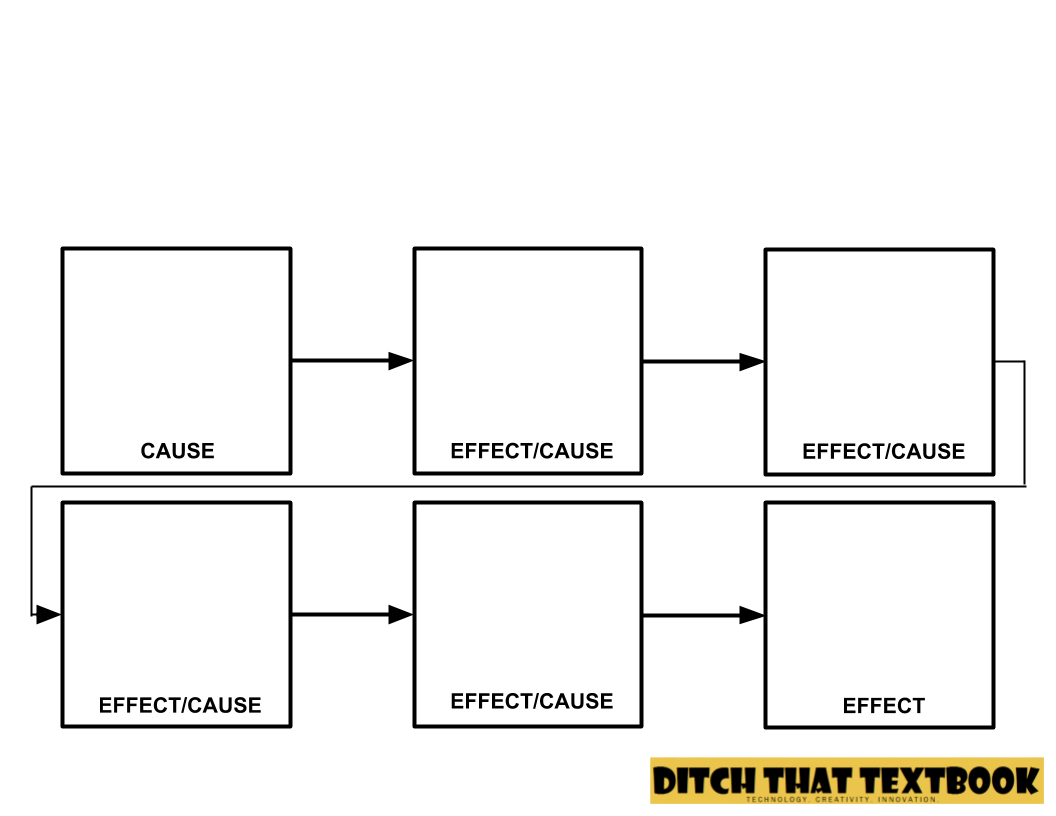 CAUSE
EFFECT/CAUSE
EFFECT/CAUSE
EFFECT/CAUSE
EFFECT/CAUSE
EFFECT
DITCH THAT TEXTBOOK
TECHNOLOGY. CREATIVITY. INNOVATION.